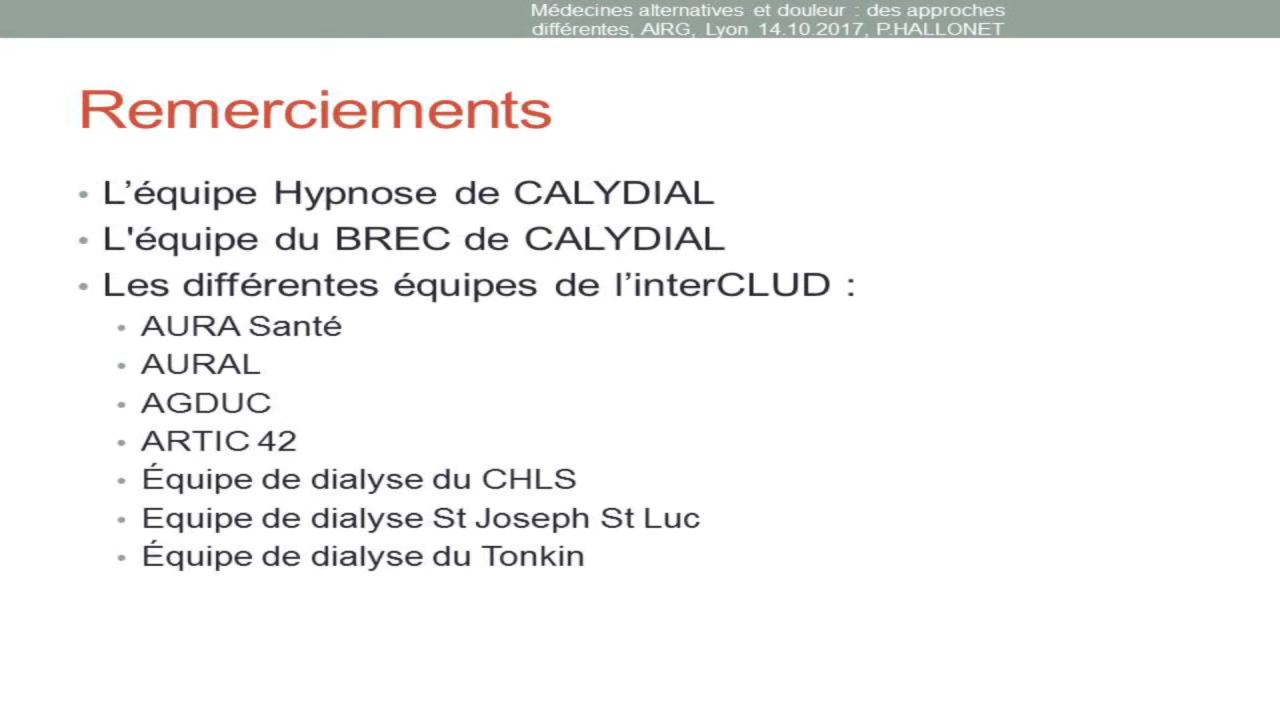 Médecines alternatives et douleur : des approches
différentes, AIRG, Lyon 14.10.2017, P.HALLONET
Remerciements
• L’équipe Hypnose de CALYDIAL
• L'équipe du BREC de CALYDIAL
• Les différentes équipes de l’interCLUD :
• AURA Santé
• AURAL
• AGDUC
• ARTIC 42
• Équipe de dialyse du CHLS
• Equipe de dialyse St Joseph St Luc
• Équipe de dialyse du Tonkin